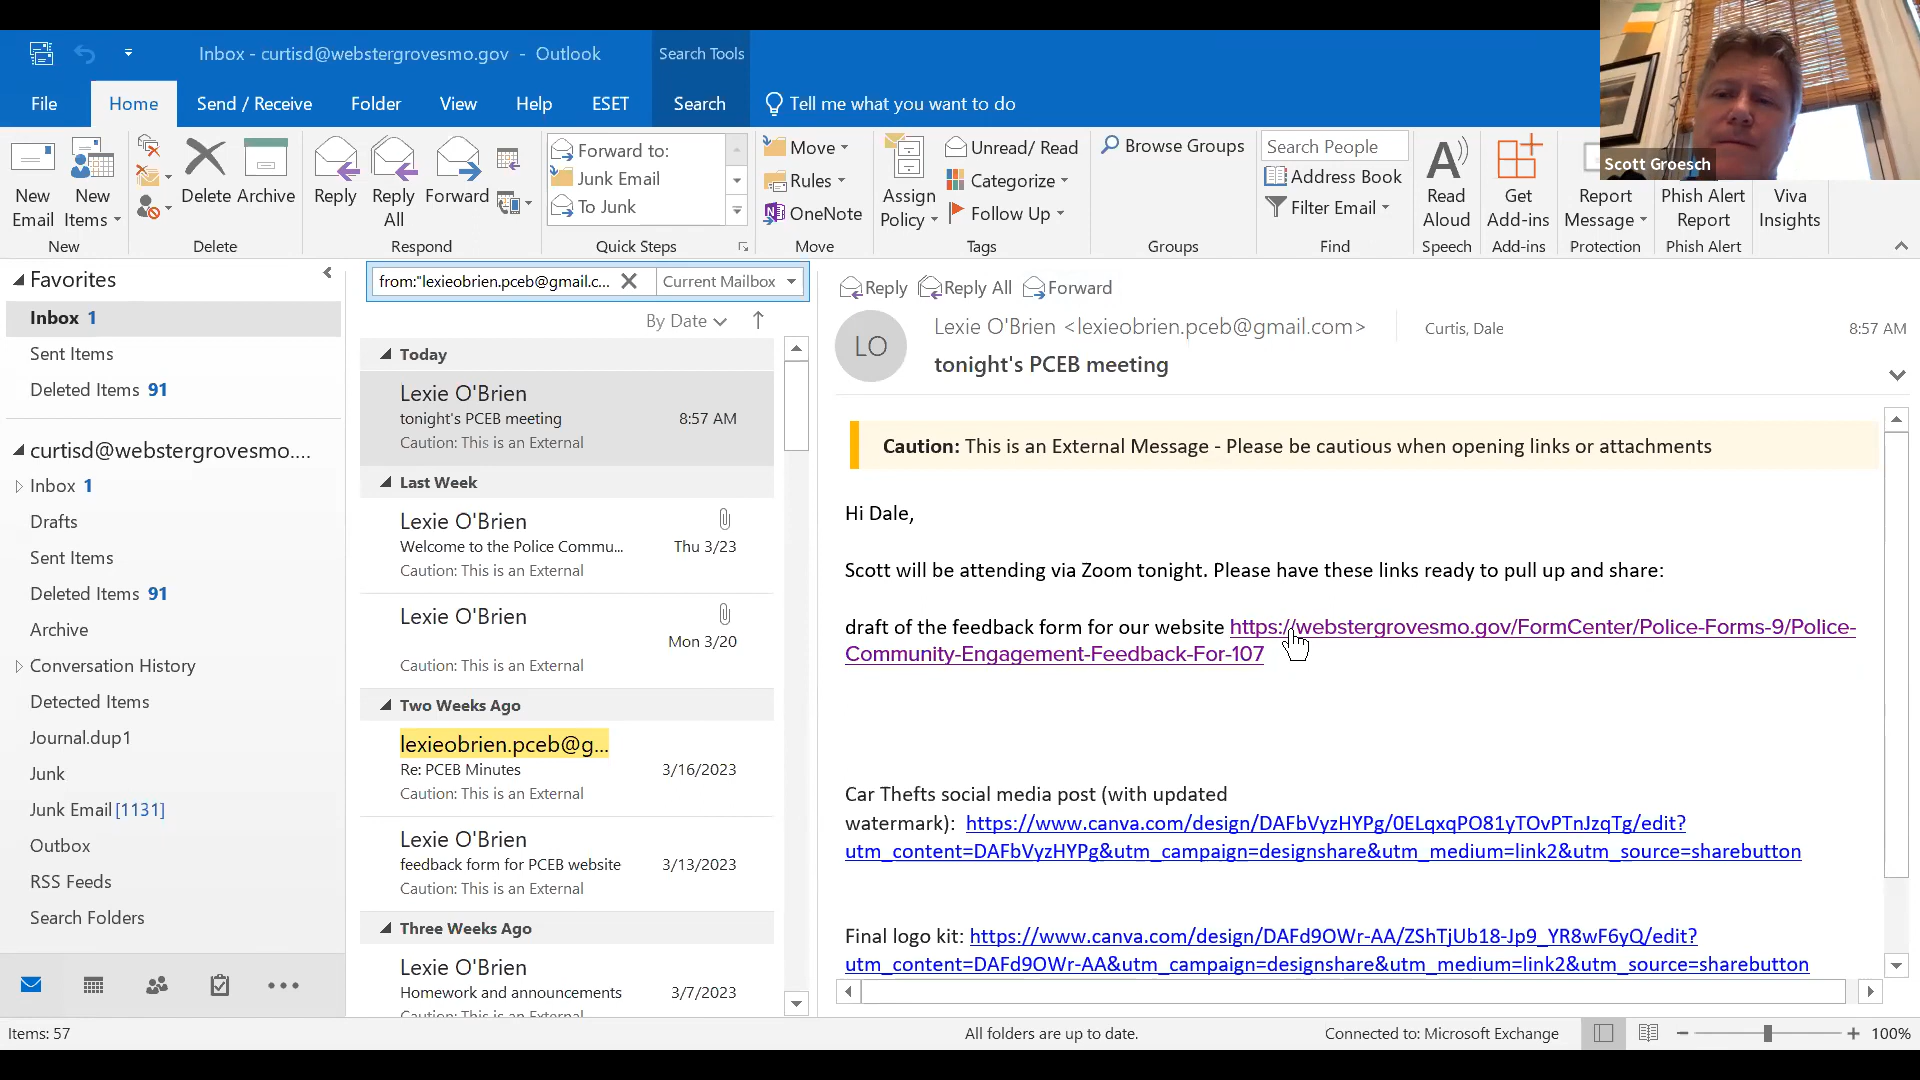 Inbox - curtisd@webstergrovesmo.gov - Outlook
Search Tools
File
Home
Send / Receive
Folder
View
Help
ESET
Search
Tell me what you want to do
New Email
New Items
New
Delete
Archive
Delete
Reply
Reply All
Forward
Respond
Forward to:
Junk Email
To Junk
Quick Steps
Move
Rules
OneNote
Move
Assign Policy
Unread/ Read
Categorize
Follow Up
Tags
Browse Groups
Groups
Search People
Address Book
Filter Email
Find
Read Aloud
Speech
Get Add-ins
Add-ins
Report Message
Protection
Phish Alert Report
Phish Alert
Viva Insights
Scott Groesch
Favorites
Inbox 1
Sent Items
Deleted Items 91
curtisd@webstergrovesmo....
Inbox 1
Drafts
Sent Items
Deleted Items 91
Archive
Conversation History
Detected Items
Journal.dup1
Junk
Junk Email [1131]
Outbox
RSS Feeds
Search Folders
from:"lexieobrien.pceb@gmail.c...
Current Mailbox
By Date
Today
Lexie O'Brien
tonight's PCEB meeting 8:57 AM
Caution: This is an External
Last Week
Lexie O'Brien
Welcome to the Police Commu... Thu 3/23
Caution: This is an External
Lexie O'Brien
Mon 3/20
Caution: This is an External
Two Weeks Ago
lexieobrien.pceb@g...
Re: PCEB Minutes 3/16/2023
Caution: This is an External
Lexie O'Brien
feedback form for PCEB website 3/13/2023
Caution: This is an External
Three Weeks Ago
Lexie O'Brien
Homework and announcements 3/7/2023
Caution: This is an External
Reply
Reply All
Forward
LO
Lexie O'Brien <lexieobrien.pceb@gmail.com>
Curtis, Dale
8:57 AM
tonight's PCEB meeting
Caution: This is an External Message - Please be cautious when opening links or attachments
Hi Dale,
Scott will be attending via Zoom tonight. Please have these links ready to pull up and share:
draft of the feedback form for our website https://webstergrovesmo.gov/FormCenter/Police-Forms-9/Police-
Community-Engagement-Feedback-For-107
Car Thefts social media post (with updated
watermark): https://www.canva.com/design/DAFbVyzHYPg/0ELqxqPO81yTOvPTnJzqTg/edit?
utm_content=DAFbVyzHYPg&utm_campaign=designshare&utm_medium=link2&utm_source=sharebutton
Final logo kit: https://www.canva.com/design/DAFd9OWr-AA/ZShTjUb18-Jp9_YR8wF6yQ/edit?
utm_content=DAFd9OWr-AA&utm_campaign=designshare&utm_medium=link2&utm_source=sharebutton
Items: 57
All folders are up to date.
Connected to: Microsoft Exchange
100%